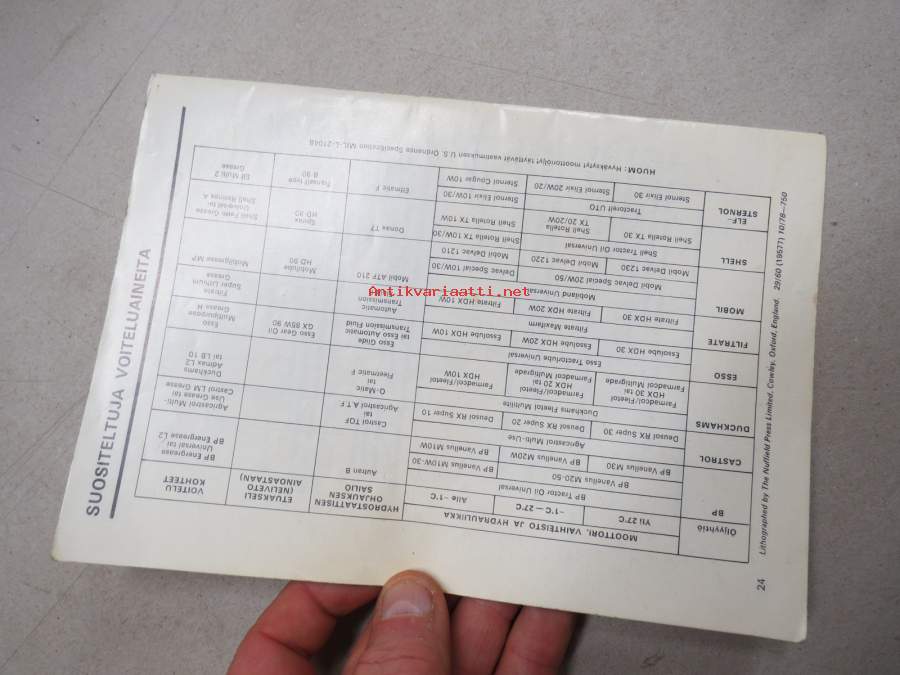 SUOSITELTUJA VOITELUAINEITA
Öljyyhtiö
MOOTTORI, VAIHTEISTO JA HYDRAULIIKKA
Yli 27°C
-1°C — 27°C
Alle -1°C
HYDROSTAATTISEN
OHJAUKSEN
SÄILIÖ
ETUAKSELI
(NELIVETO
AINOASTAAN)
VOITELU
KOHTEET
BP
BP Tractor Oil Universal
BP Vanellus M20-50
BP Vanellus M10W-30
BP Vanellus M30
BP Vanellus M20W
BP Vanellus M10W
Autran B
BP Energrease
Universal tai
BP Energrease L2
CASTROL
Agricastrol Multi-Use
Deusol RX Super 30
Deusol RX Super 20
Deusol RX Super 10
Castrol TQF
tai
Agricastrol A.T.F
Agricastrol Multi-
Use Grease tai
Castrol LM Grease
DUCKHAMS
Duckhams Fleetol Multilite
Farmadcol/Fleetol
HDX 30 tai
Farmadcol Multigrade
Farmadcol/Fleetol
HDX 20 tai
Farmadcol Multigrade
Farmadcol/Fleetol
HDX 10W
Q-Matic
tai
Fleetmatic F
Duckhams
Admax L2
tai LB 10
ESSO
Esso Tractorlube Universal
Essolube HDX 30
Essolube HDX 20W
Essolube HDX 10W
Esso Glide
tai Esso Automatic
Transmission Fluid
Esso Gear Oil
GX 85W 90
Esso
Multipurpose
Grease H
FILTRATE
Filtrate Maxifarm
Filtrate HDX 30
Filtrate HDX 20W
Filtrate HDX 10W
Automatic
Transmission
Filtrate
Super Lithium
Grease
MOBIL
Mobiland Universal
Mobil Delvac Special 20W/50
Mobil Delvac Special 10W/30
Mobil Delvac 1230
Mobil Delvac 1220
Mobil Delvac 1210
Mobil ATF 210
Mobilube
HD 90
Mobilgrease MP
SHELL
Shell Tractor Oil Universal
Shell Rotella TX 10W/30
Shell Rotella
TX 30
Shell Rotella
TX 20/20W
Shell Rotella TX 10W
Donax T7
Spirax
HD 90
Shell Farm Grease
Universal tai
Shell Retinax A
ELF-
STERNOL
Tractorelf UTO
Sternol Elixir 10W/30
Sternol Elixir 30
Sternol Elixir 20W/20
Sternol Cougar 10W
Elfmatic F
Tranself type
B 90
Elf Multi 2
Grease
HUOM: Hyväksytyt moottoriöljyt täyttävät vaatimuksen U.S. Ordnance Specification MIL-L-2104B
24
Lithographed by The Nuffield Press Limited, Cowley, Oxford, England. 29/60 (19577) 10/78—750
Antikvariaatti.net